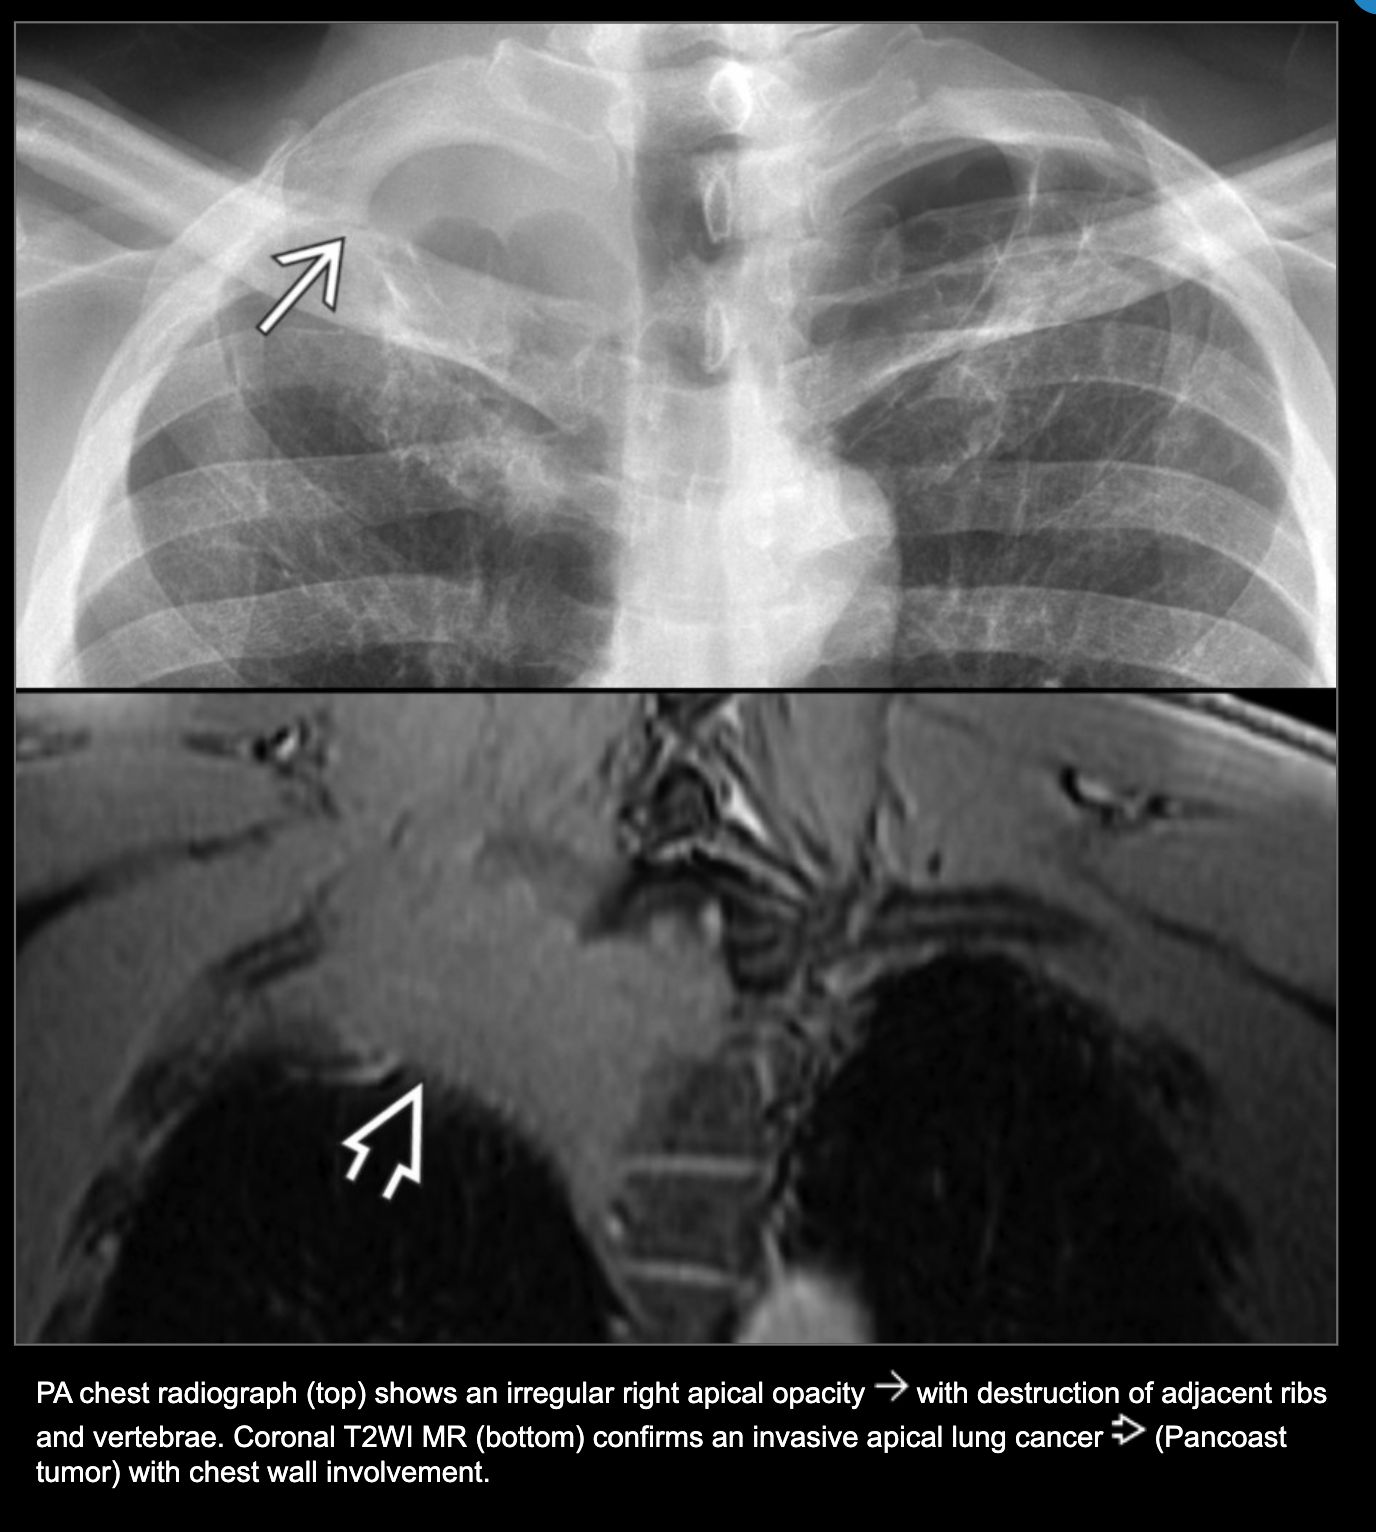 PA chest radiograph (top) shows an irregular right apical opacity → with destruction of adjacent ribs
and vertebrae. Coronal T2WI MR (bottom) confirms an invasive apical lung cancer ⇨ (Pancoast
tumor) with chest wall involvement.